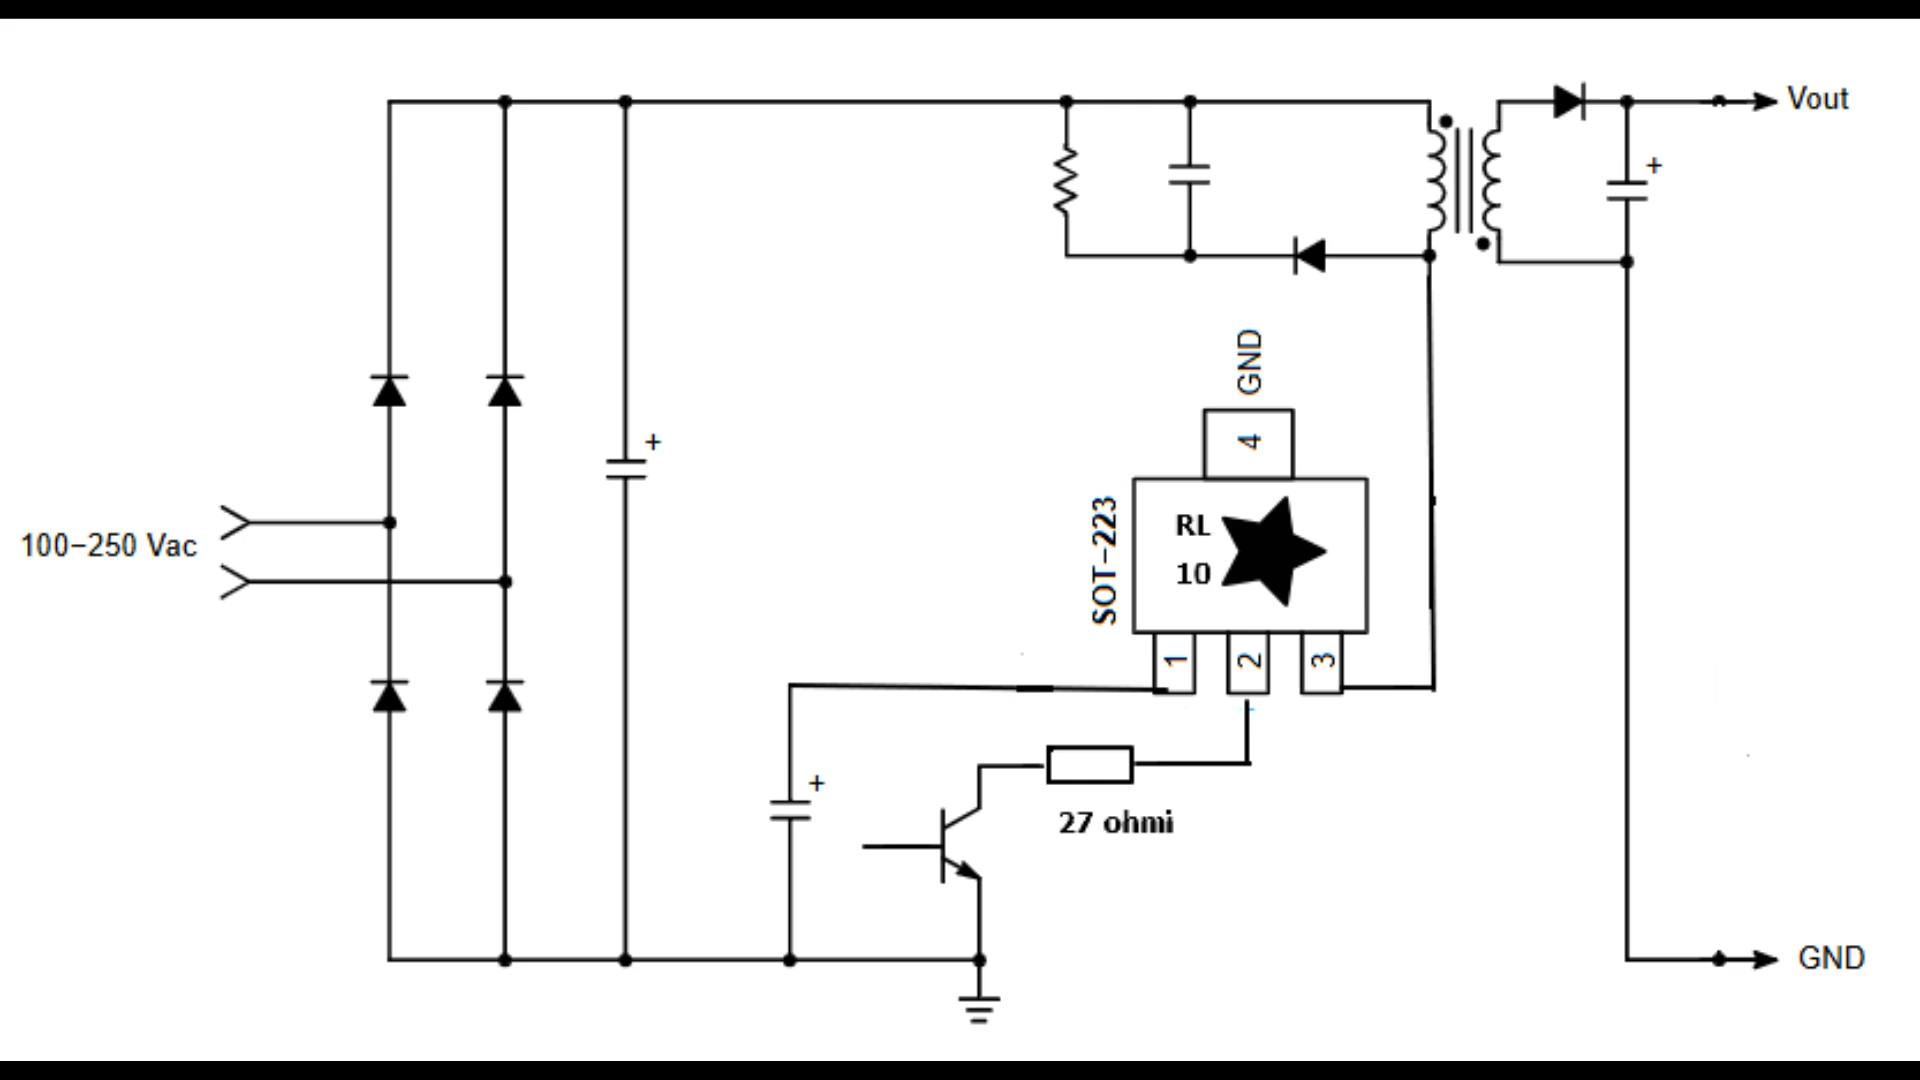 Vout
+
GND
4
+
100–250 Vac
SOT–223
RL
10
1
2
3
+
27 ohmi
GND